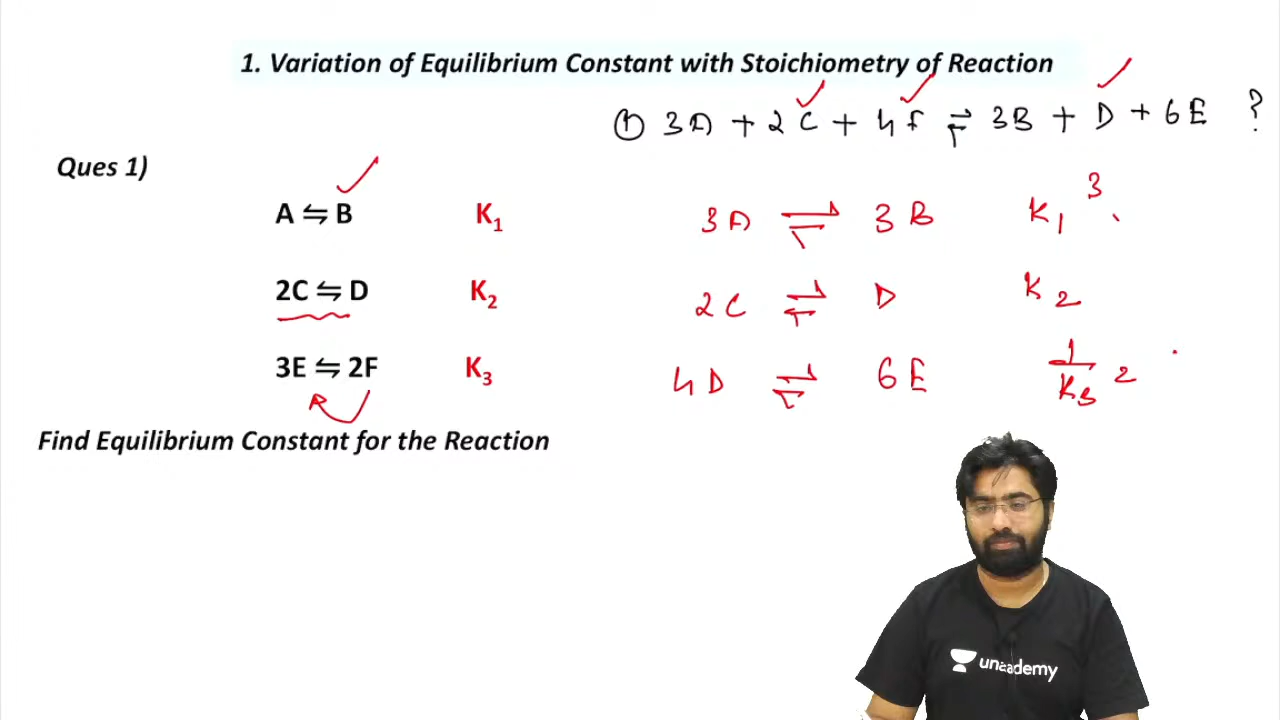 1. Variation of Equilibrium Constant with Stoichiometry of Reaction
① 3A + 2C + 4F ⇌ 3B + D + 6E ?
Ques 1)
A ⇋ B K₁ 3A ⇌ 3B K₁³
2C ⇋ D K₂ 2C ⇌ D K₂
3E ⇋ 2F K₃ 4D ⇌ 6E 1/K₃²
Find Equilibrium Constant for the Reaction
unacademy